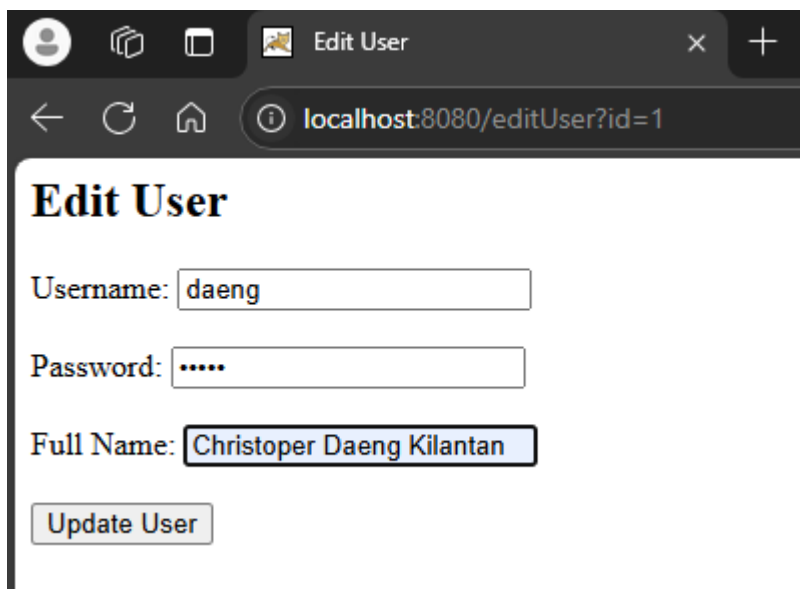 Edit User
localhost:8080/editUser?id=1
Edit User
Username: daeng
Password: •••••
Full Name: Christoper Daeng Kilantan
Update User